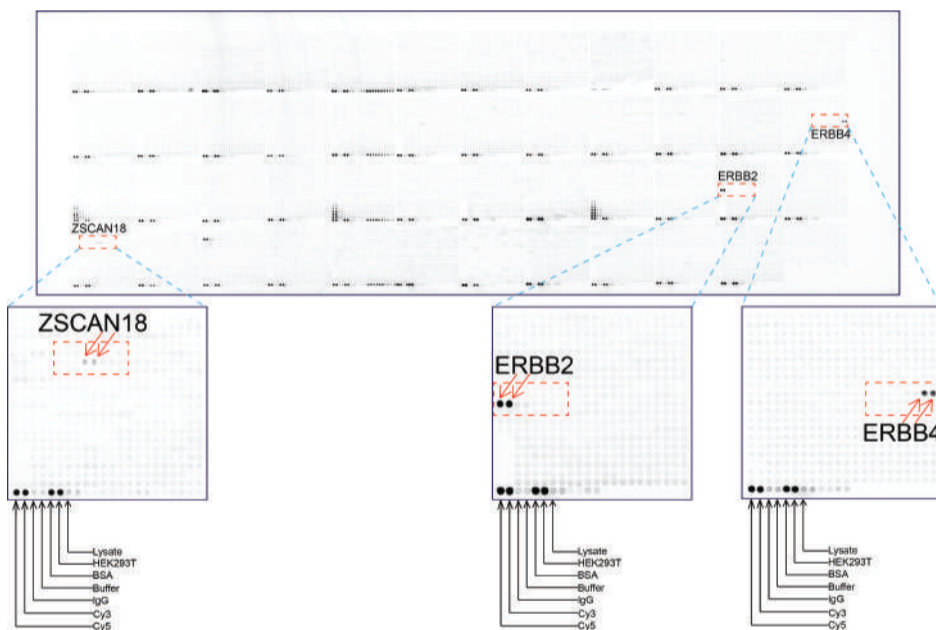 ERBB4
ERBB2
ZSCAN18
ZSCAN18
ERBB2
ERBB4
Lysate
HEK293T
BSA
Buffer
IgG
Cy3
Cy5
Lysate
HEK293T
BSA
Buffer
IgG
Cy3
Cy5
Lysate
HEK293T
BSA
Buffer
IgG
Cy3
Cy5